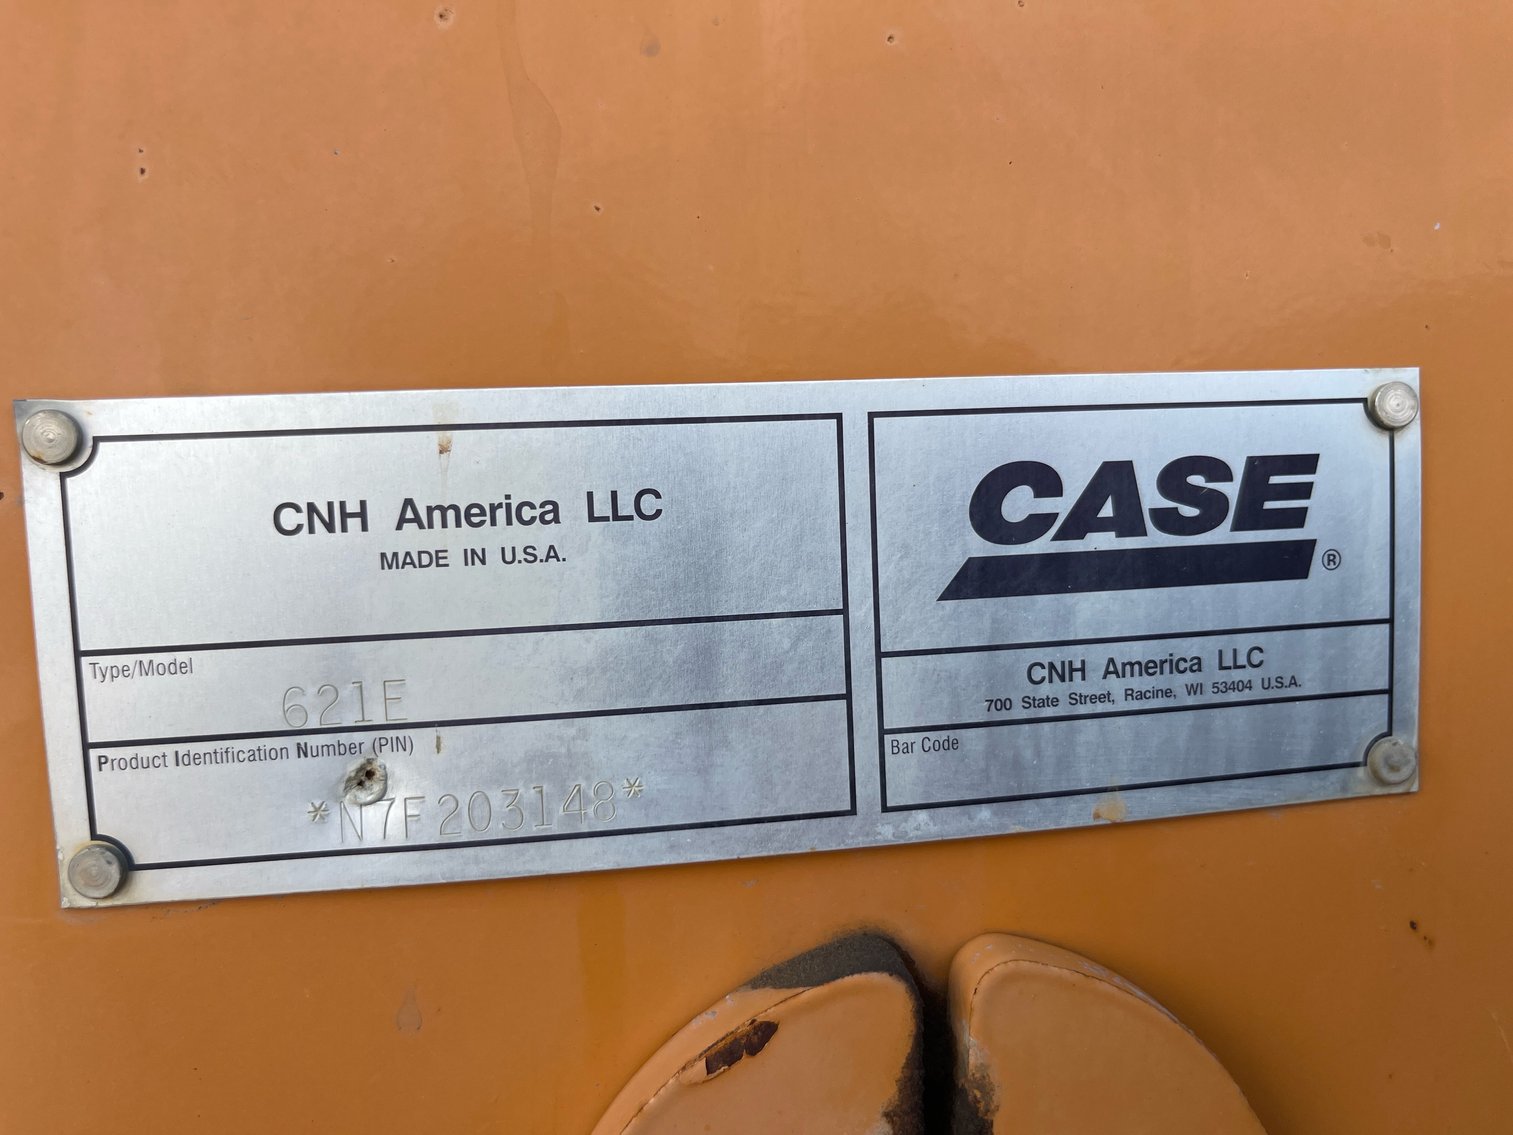 CNH America LLC
MADE IN U.S.A.
Type/Model
621E
Product Identification Number (PIN)
*N7F203148*
CASE®
CNH America LLC
700 State Street, Racine, WI 53404 U.S.A.
Bar Code